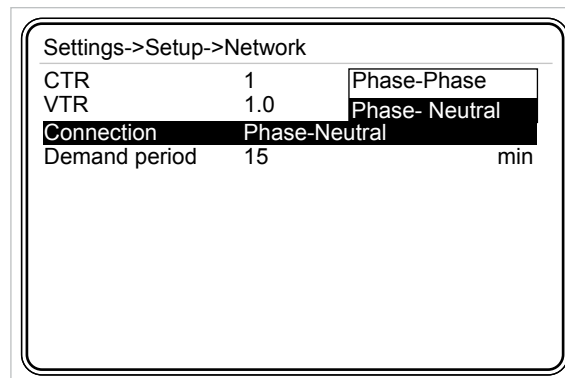 Settings->Setup->Network
CTR 1 Phase-Phase
VTR 1.0 Phase- Neutral
Connection Phase-Neutral
Demand period 15 min